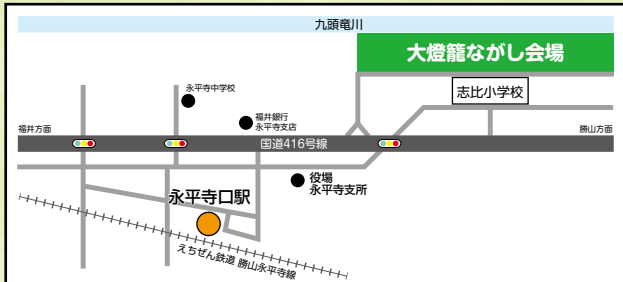 九頭竜川
大燈籠ながし会場
志比小学校
永平寺中学校
福井銀行
永平寺支店
福井方面
国道416号線
勝山方面
役場
永平寺支所
永平寺口駅
えちぜん鉄道 勝山永平寺線